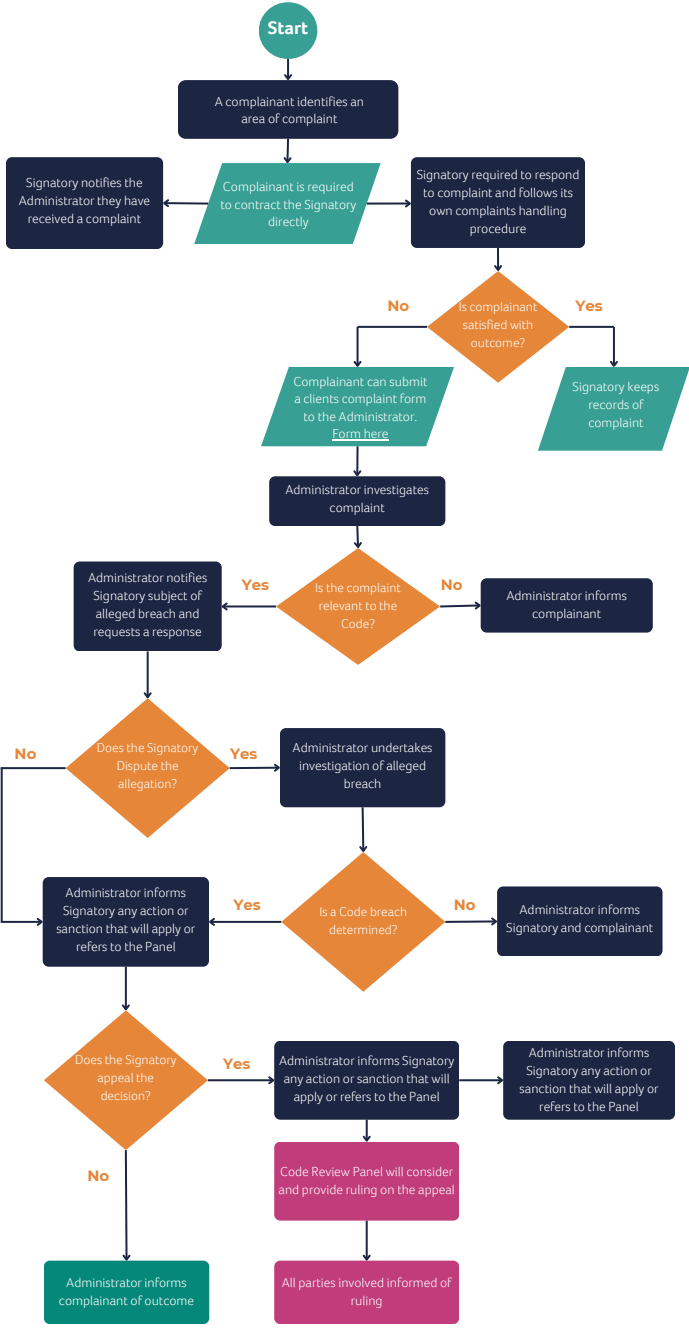 Start
A complainant identifies an
area of complaint
Signatory notifies the
Administrator they have
received a complaint
Complainant is required
to contract the Signatory
directly
Signatory required to respond
to complaint and follows its
own complaints handling
procedure
No
Is complainant
satisfied with
outcome?
Yes
Complainant can submit
a clients complaint form
to the Administrator.
Form here
Signatory keeps
records of
complaint
Administrator investigates
complaint
Administrator notifies
Signatory subject of
alleged breach and
requests a response
Yes
Is the complaint
relevant to the
Code?
No
Administrator informs
complainant
No
Does the Signatory
Dispute the
allegation?
Yes
Administrator undertakes
investigation of alleged
breach
Administrator informs
Signatory any action or
sanction that will apply or
refers to the Panel
Yes
Is a Code breach
determined?
No
Administrator informs
Signatory and complainant
Does the Signatory
appeal the
decision?
Yes
Administrator informs Signatory
any action or sanction that will
apply or refers to the Panel
Administrator informs
Signatory any action or
sanction that will apply or
refers to the Panel
No
Code Review Panel will consider
and provide ruling on the appeal
Administrator informs
complainant of outcome
All parties involved informed of
ruling